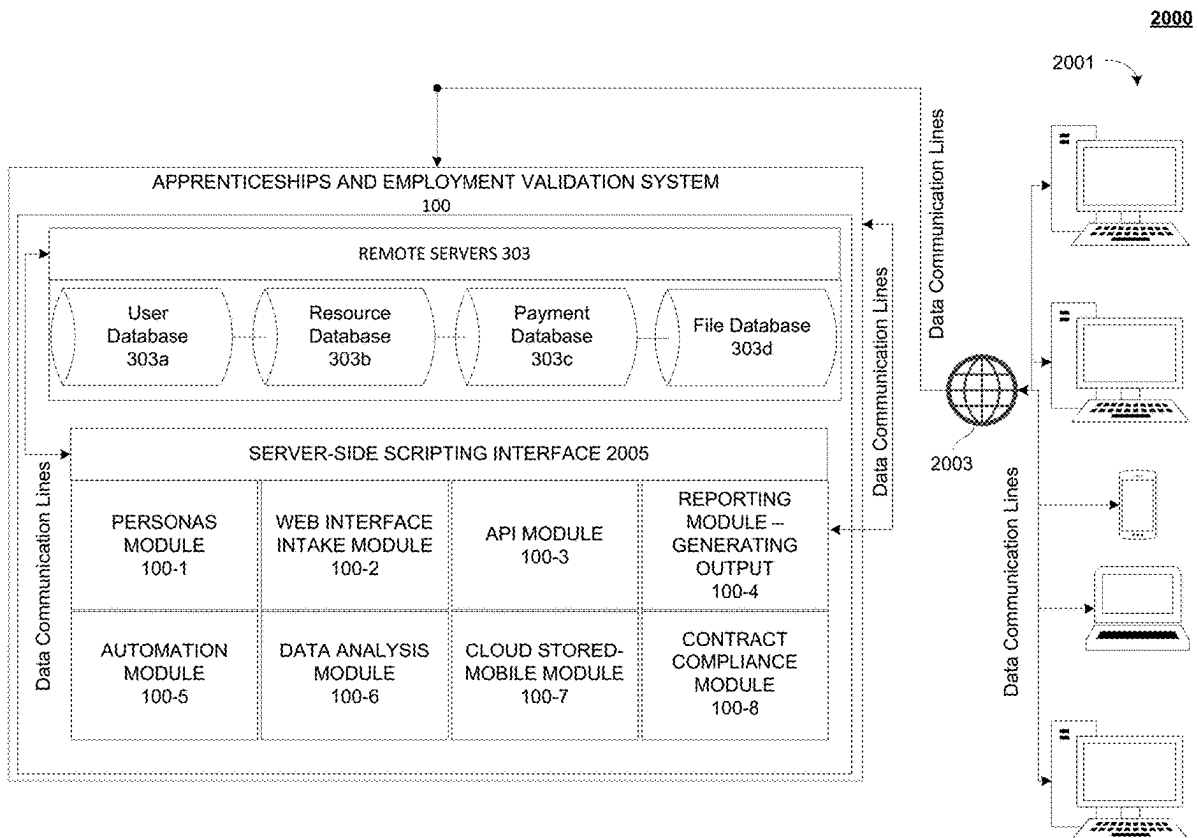 2000
2001
APPRENTICESHIPS AND EMPLOYMENT VALIDATION SYSTEM
100
REMOTE SERVERS 303
User
Database
303a
Resource
Database
303b
Payment
Database
303c
File Database
303d
SERVER-SIDE SCRIPTING INTERFACE 2005
PERSONAS
MODULE
100-1
WEB INTERFACE
INTAKE MODULE
100-2
API MODULE
100-3
REPORTING
MODULE –
GENERATING
OUTPUT
100-4
AUTOMATION
MODULE
100-5
DATA ANALYSIS
MODULE
100-6
CLOUD STORED-
MOBILE MODULE
100-7
CONTRACT
COMPLIANCE
MODULE
100-8
Data Communication Lines
Data Communication Lines
Data Communication Lines
2003
Data Communication Lines